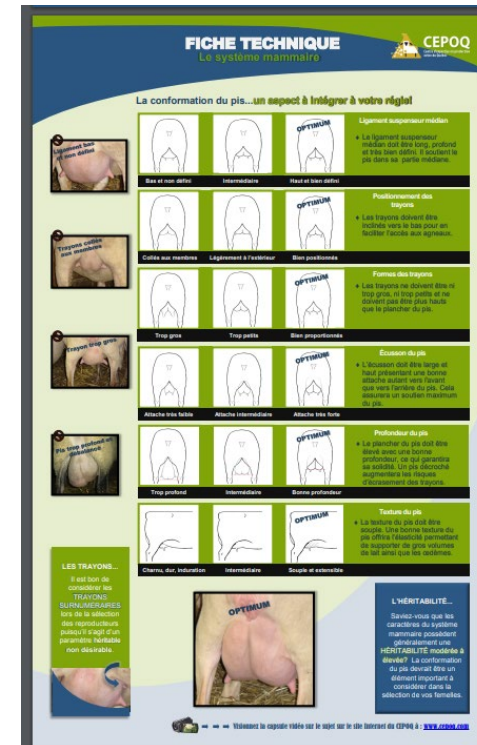 FICHE TECHNIQUE
Le système mammaire
CEPOQ
La conformation du pis...un aspect à intégrer à votre régie!
Ligament bas
et non défini
Bas et non défini
Intermédiaire
OPTIMUM
Haut et bien défini
Ligament suspenseur médian
♦ Le ligament suspenseur
médian doit être long, profond
et très bien défini. Il soutient le
pis dans sa partie médiane.
Trayons collés
aux membres
Collés aux membres
Légèrement à l'extérieur
OPTIMUM
Bien positionnés
Positionnement des
trayons
♦ Les trayons doivent être
inclinés vers le bas pour en
faciliter l'accès aux agneaux.
Trayon trop gros
Trop gros
Trop petits
OPTIMUM
Bien proportionnés
Formes des trayons
♦ Les trayons ne doivent être ni
trop gros, ni trop petits et ne
doivent pas être plus hauts
que le plancher du pis.
Attache très faible
Attache intermédiaire
OPTIMUM
Attache très forte
Écusson du pis
♦ L'écusson doit être large et
haut présentant une bonne
attache autant vers l'avant
que vers l'arrière du pis. Cela
assurera un soutien maximum
du pis.
Pis trop profond et
Trop profond
Intermédiaire
OPTIMUM
Bonne profondeur
Profondeur du pis
♦ Le plancher du pis doit être
élevé avec une bonne
profondeur, ce qui garantira
sa solidité. Un pis décroché
augmentera les risques
d'écrasement des trayons.
Charnu, dur, induration
Intermédiaire
OPTIMUM
Souple et extensible
Texture du pis
♦ La texture du pis doit être
souple. Une bonne texture du
pis offrira l'élasticité permettant
de supporter de gros volumes
de lait ainsi que les œdèmes.
LES TRAYONS...
Il est bon de
considérer les
TRAYONS
SURNUMÉRAIRES
lors de la sélection
des reproducteurs
puisqu'il s'agit d'un
paramètre héritable
non désirable.
OPTIMUM
L'HÉRITABILITÉ...
Saviez-vous que les
caractères du système
mammaire possèdent
généralement une
HÉRITABILITÉ modérée à
élevée? La conformation
du pis devrait être un
élément important à
considérer dans la
sélection de vos femelles.
Visionnez la capsule vidéo sur le sujet sur le site Internet du CEPOQ à : www.cepoq.com